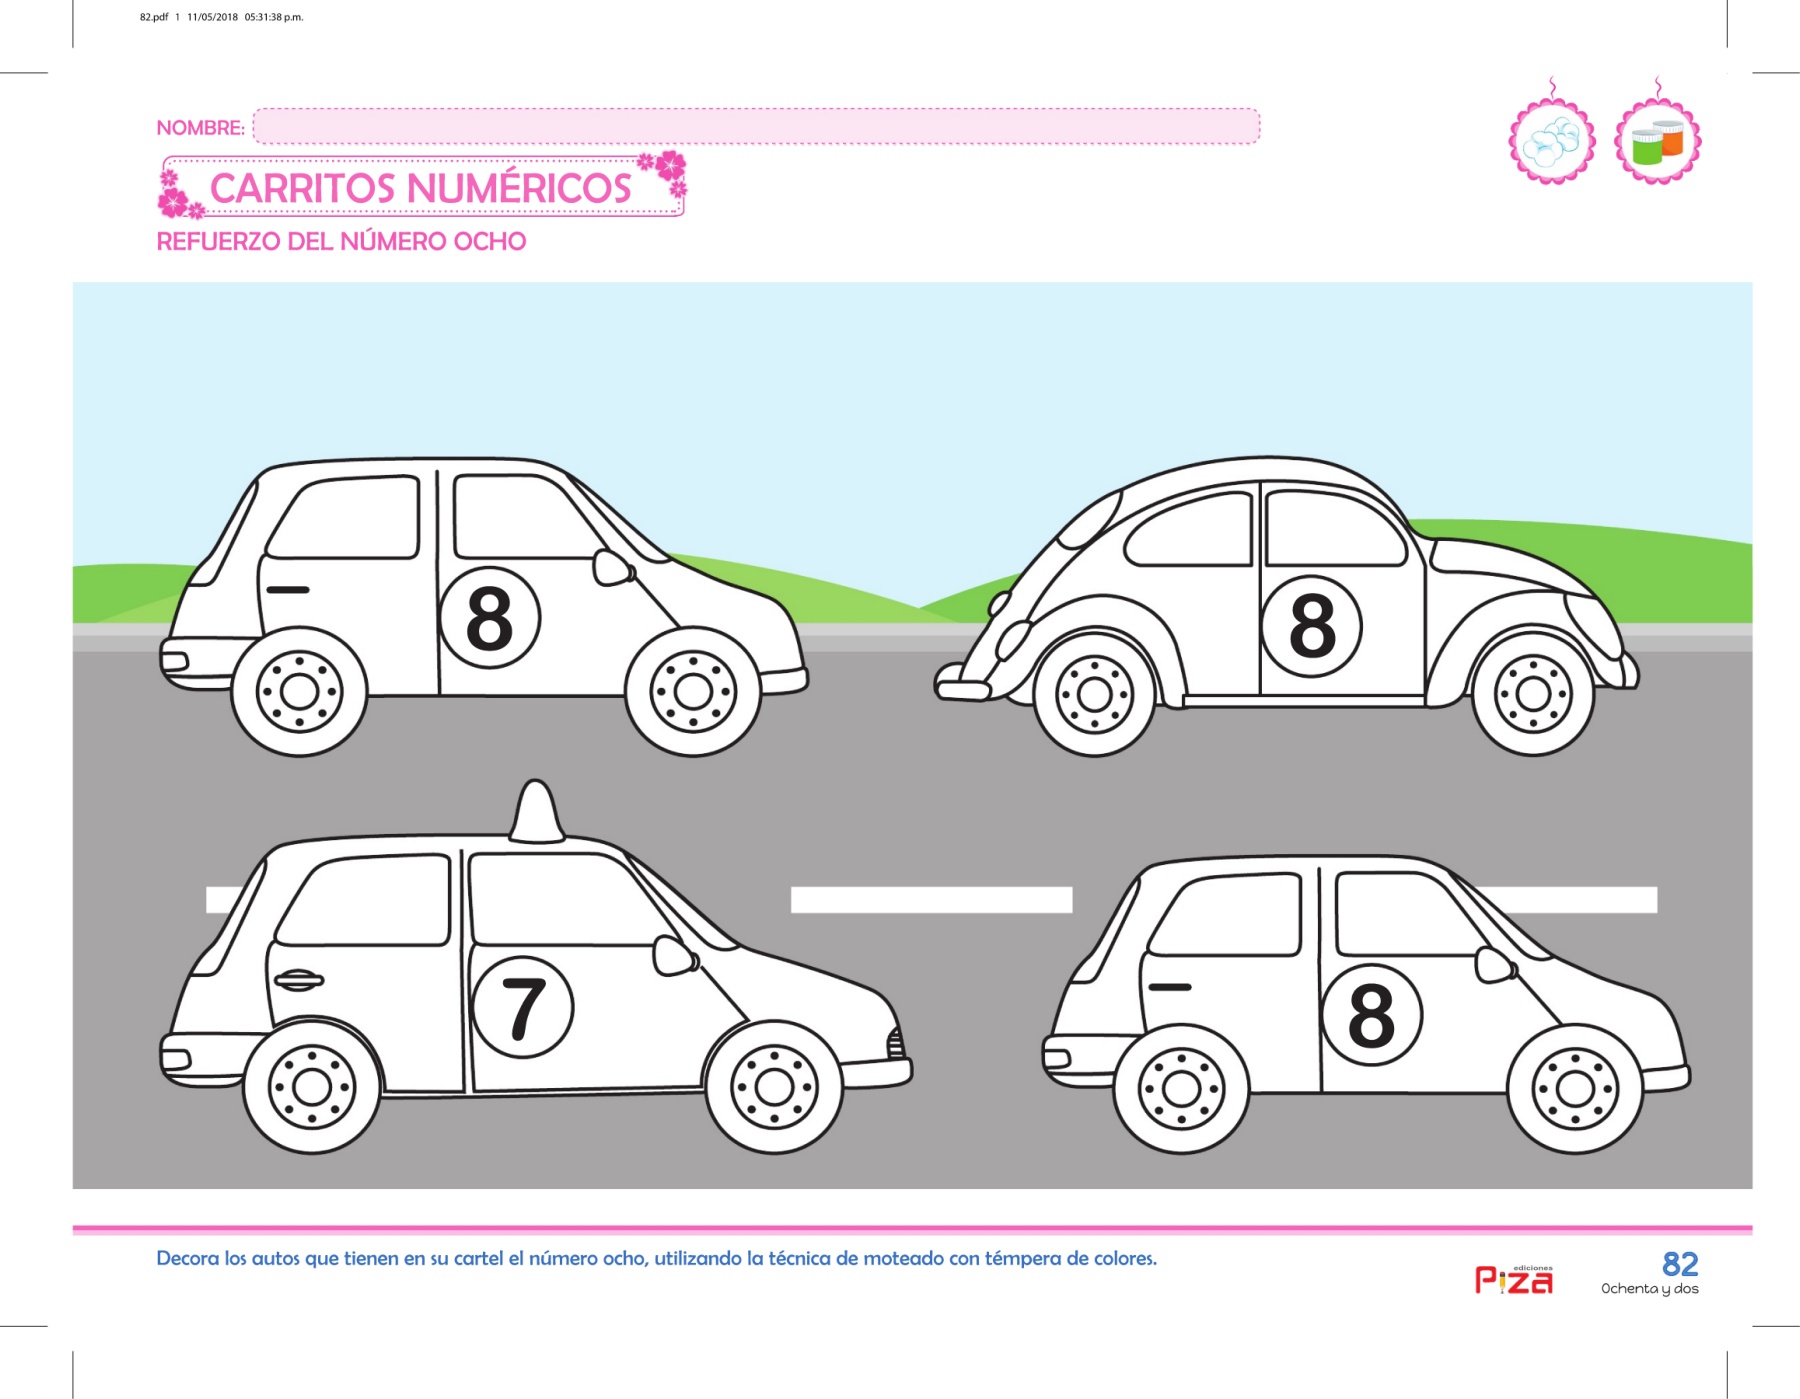 82.pdf 1 11/05/2018 05:31:38 p.m.
NOMBRE:
CARRITOS NUMÉRICOS
REFUERZO DEL NÚMERO OCHO
8
8
7
8
Decora los autos que tienen en su cartel el número ocho, utilizando la técnica de moteado con témpera de colores.
ediciones
Piza
82
Ochenta y dos